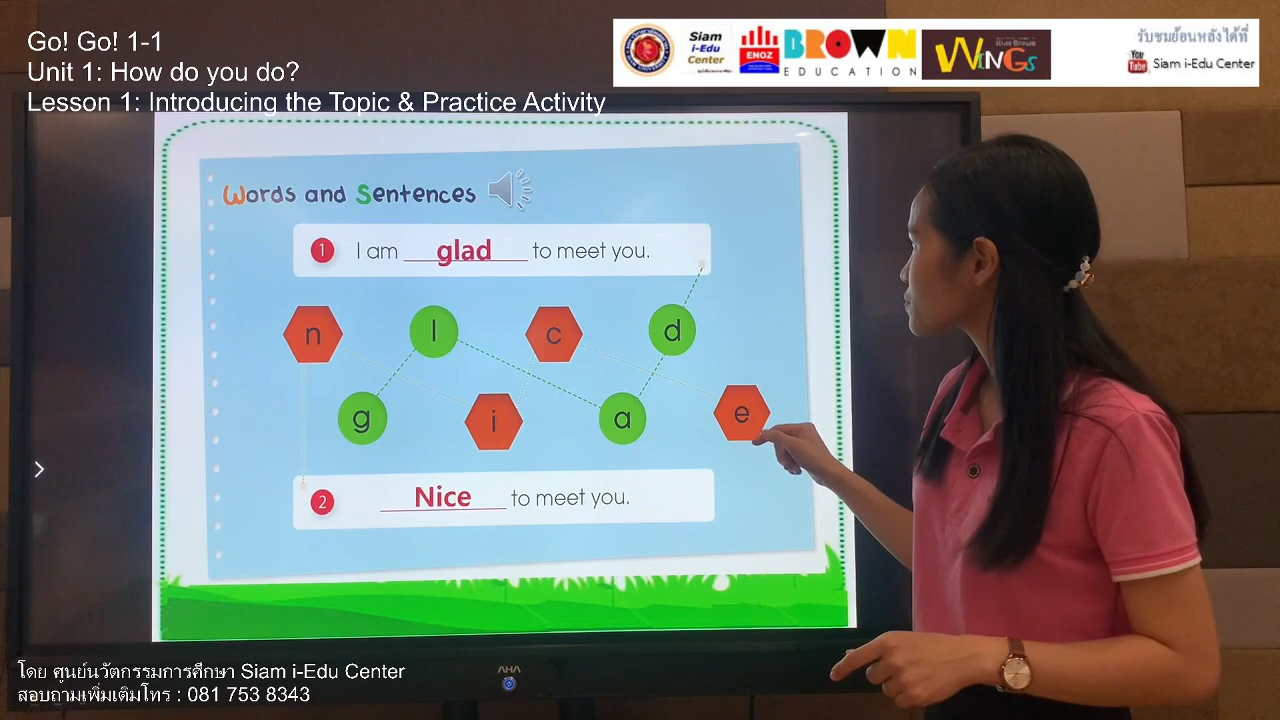 Go! Go! 1-1
Unit 1: How do you do?
Lesson 1: Introducing the Topic & Practice Activity
Siam
i-Edu
Center
ENOZ
BROWN
EDUCATION
WINGS
รับชมย้อนหลังได้ที่
You
Tube
Siam i-Edu Center
Words and Sentences
1 I am glad to meet you.
n l c d
g i a e
2 Nice to meet you.
AHA
โดย ศูนย์นวัตกรรมการศึกษา Siam i-Edu Center
สอบถามเพิ่มเติมโทร : 081 753 8343